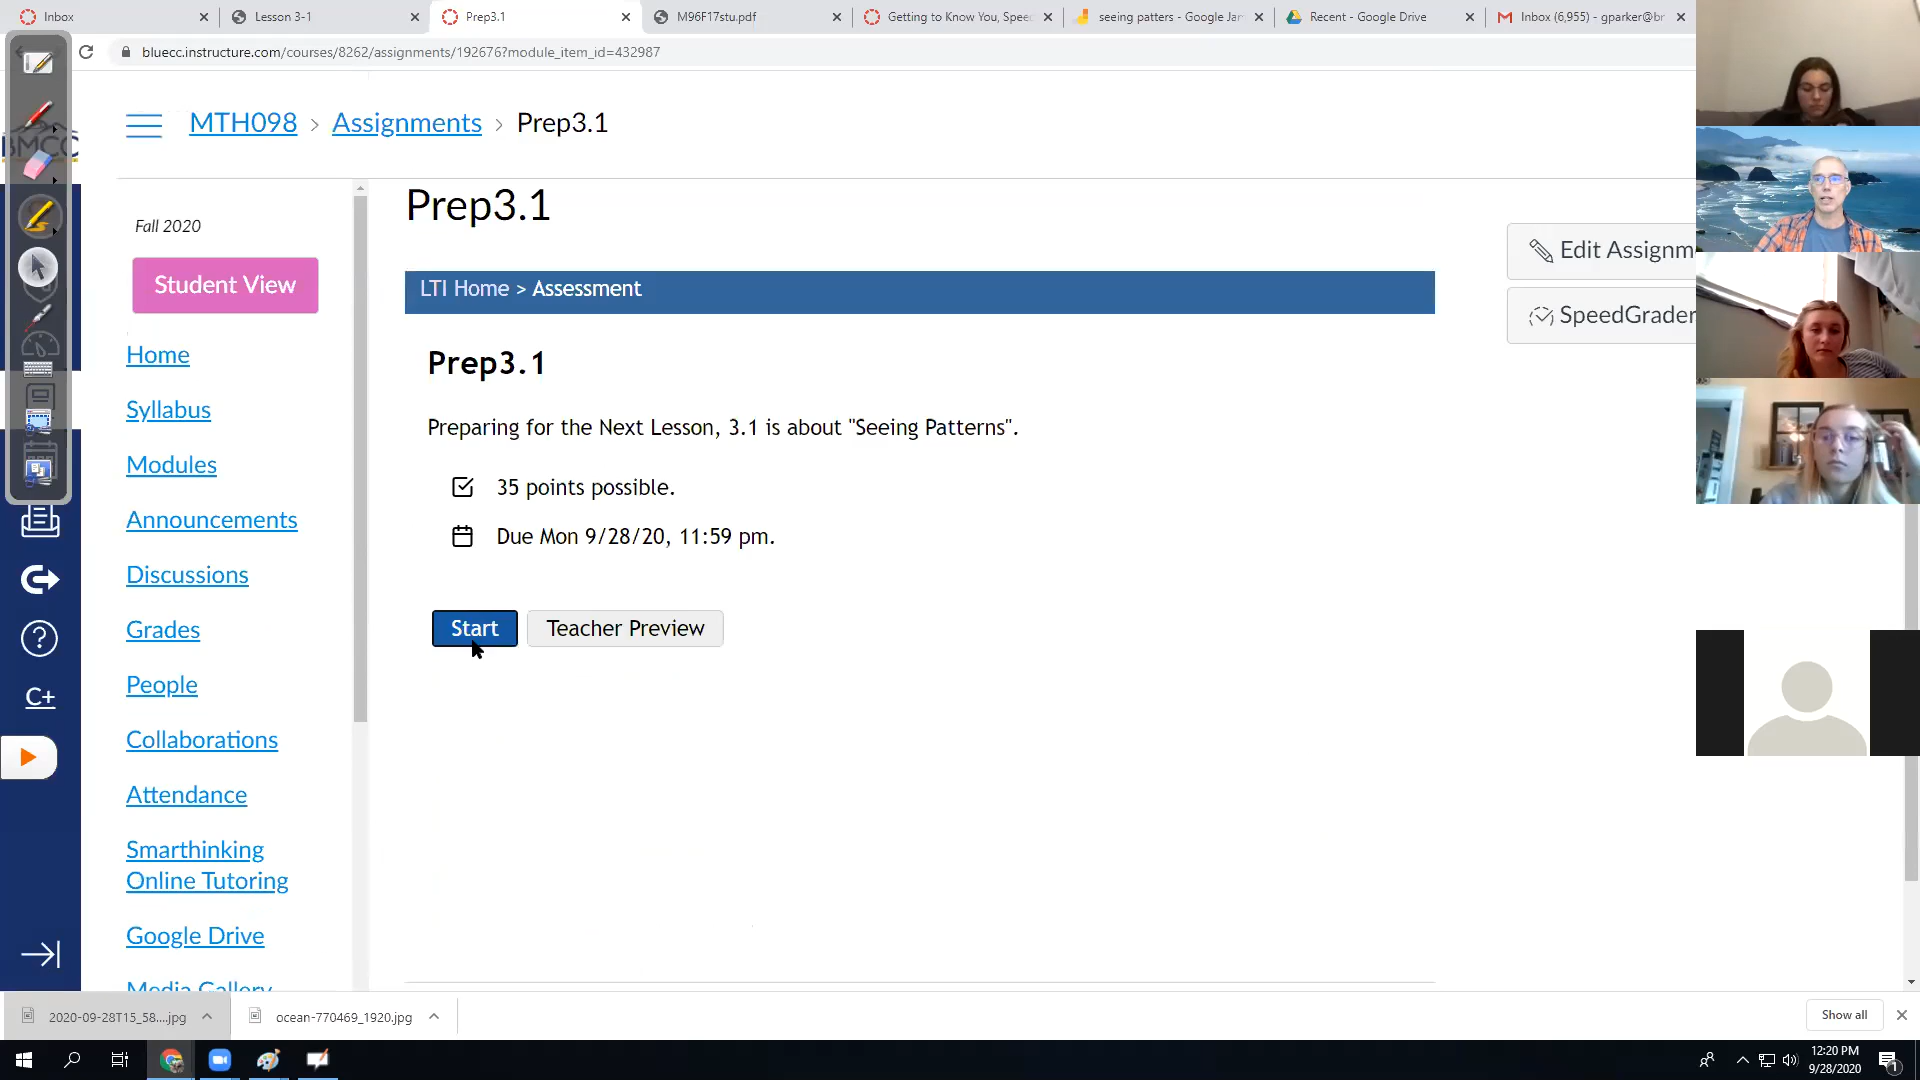 Inbox
Lesson 3-1
Prep3.1
M96F17stu.pdf
Getting to Know You, Spee
seeing patters - Google Jar
Recent - Google Drive
Inbox (6,955) - gparker@br
bluecc.instructure.com/courses/8262/assignments/192676?module_item_id=432987
BMCC
MTH098 > Assignments > Prep3.1
Fall 2020
Student View
Home
Syllabus
Modules
Announcements
Discussions
Grades
People
Collaborations
Attendance
Smarthinking
Online Tutoring
Google Drive
Media Gallery
C+
Prep3.1
LTI Home > Assessment
Prep3.1
Preparing for the Next Lesson, 3.1 is about "Seeing Patterns".
35 points possible.
Due Mon 9/28/20, 11:59 pm.
Start
Teacher Preview
Edit Assignm
SpeedGrader
2020-09-28T15_58....jpg
ocean-770469_1920.jpg
Show all
12:20 PM
9/28/2020
1